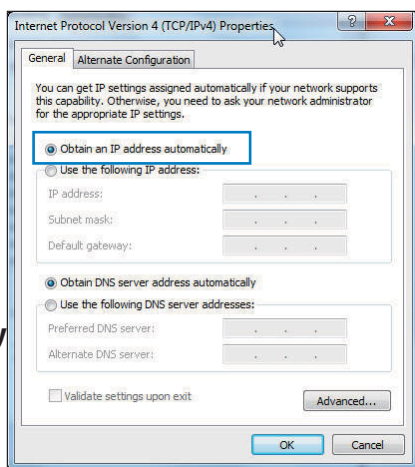 Internet Protocol Version 4 (TCP/IPv4) Properties
General
Alternate Configuration
You can get IP settings assigned automatically if your network supports
this capability. Otherwise, you need to ask your network administrator
for the appropriate IP settings.
Obtain an IP address automatically
Use the following IP address:
IP address:
Subnet mask:
Default gateway:
Obtain DNS server address automatically
Use the following DNS server addresses:
Preferred DNS server:
Alternate DNS server:
Validate settings upon exit
Advanced...
OK
Cancel